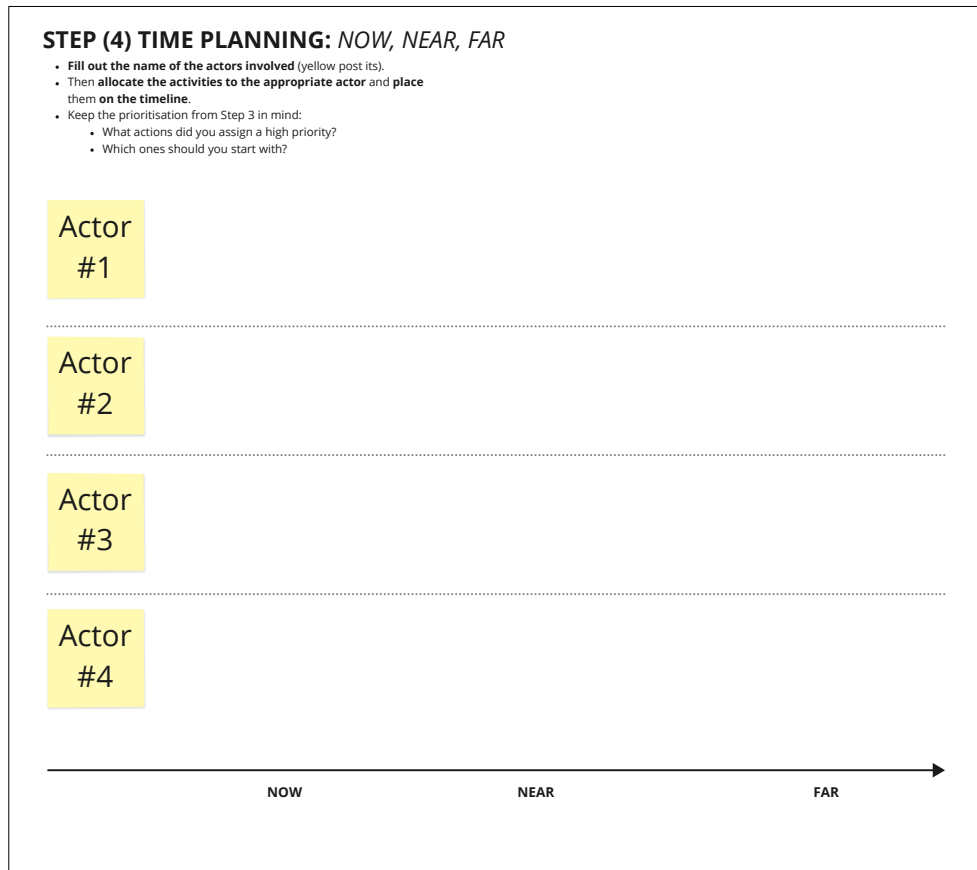 STEP (4) TIME PLANNING: NOW, NEAR, FAR
• Fill out the name of the actors involved (yellow post its).
• Then allocate the activities to the appropriate actor and place
them on the timeline.
• Keep the prioritisation from Step 3 in mind:
• What actions did you assign a high priority?
• Which ones should you start with?
Actor
#1
Actor
#2
Actor
#3
Actor
#4
NOW NEAR FAR